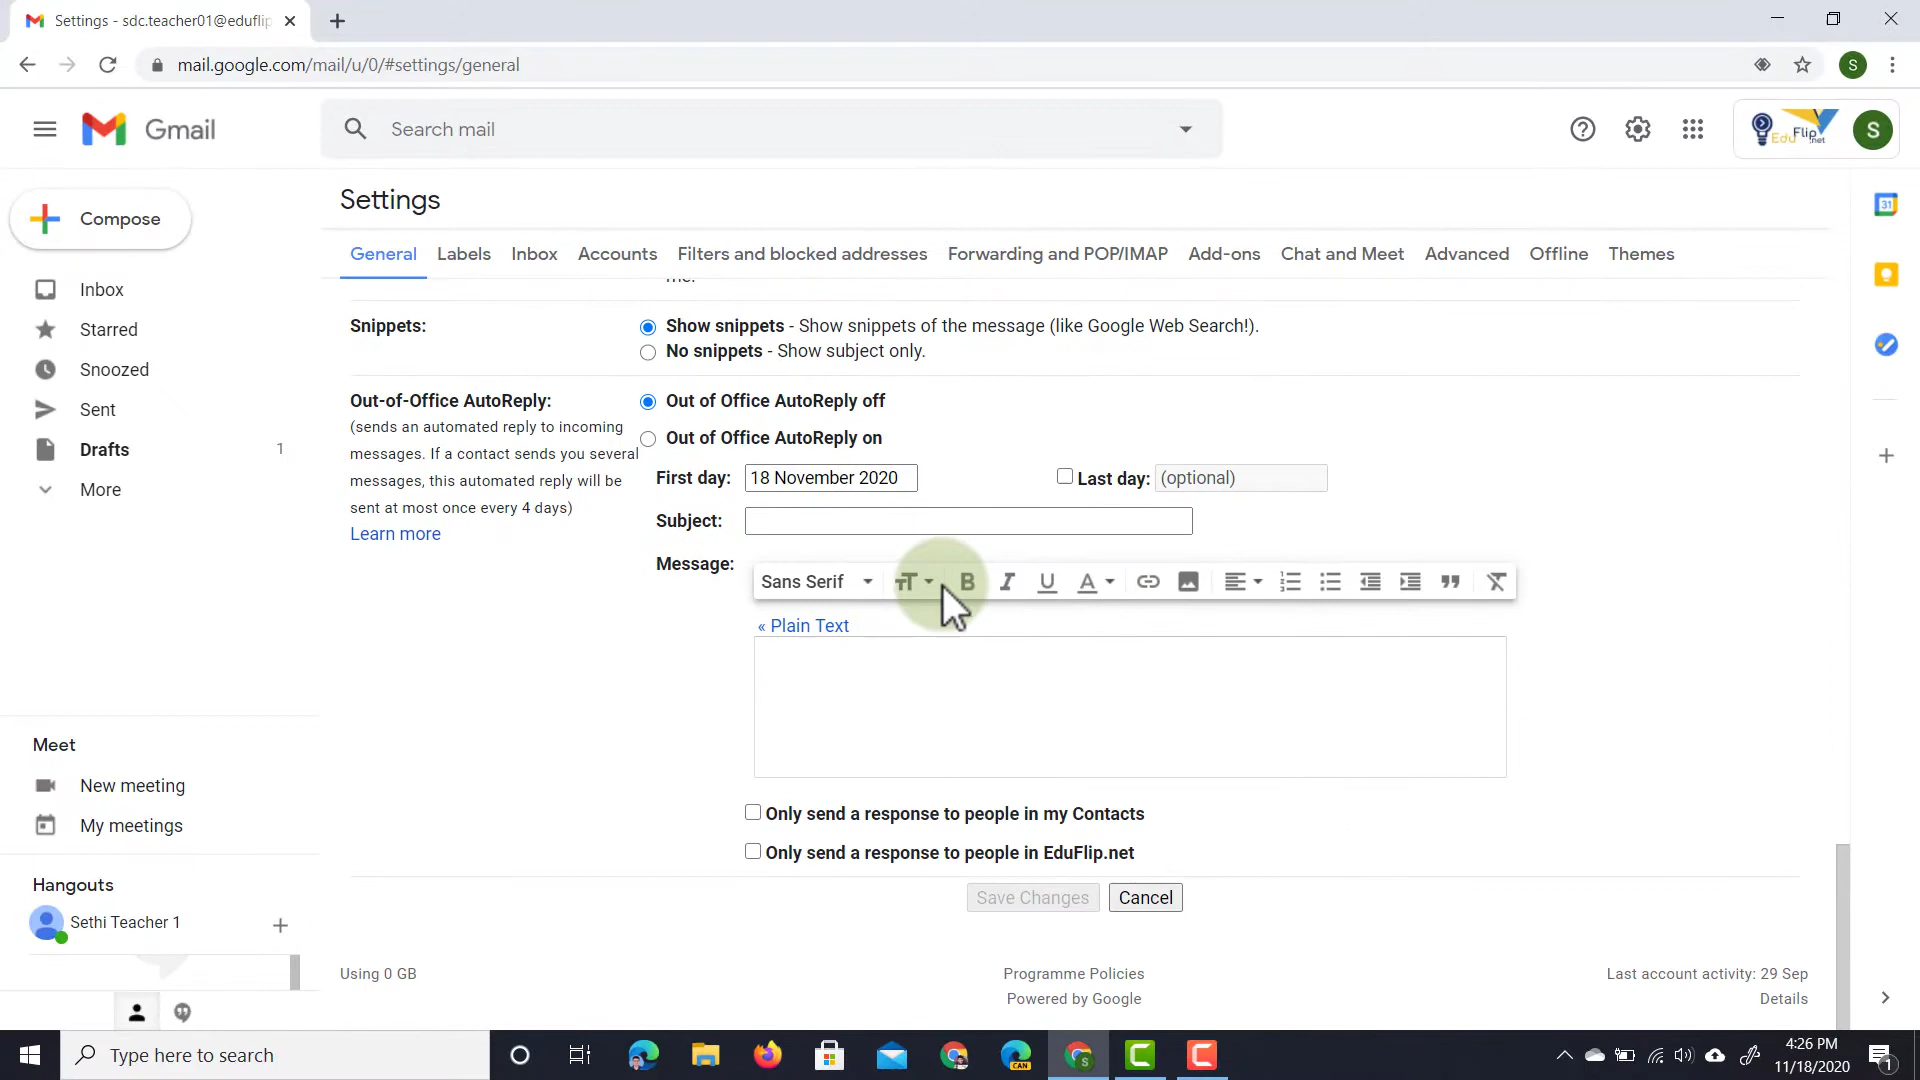 Settings - sdc.teacher01@eduflip
mail.google.com/mail/u/0/#settings/general
S
Gmail
Search mail
EduFlip.net
S
Settings
Compose
General Labels Inbox Accounts Filters and blocked addresses Forwarding and POP/IMAP Add-ons Chat and Meet Advanced Offline Themes
31
me.
Inbox
Starred
Snoozed
Sent
Drafts 1
More
Snippets:
Show snippets - Show snippets of the message (like Google Web Search!).
No snippets - Show subject only.
Out-of-Office AutoReply:
(sends an automated reply to incoming
messages. If a contact sends you several
messages, this automated reply will be
sent at most once every 4 days)
Learn more
Out of Office AutoReply off
Out of Office AutoReply on
First day: 18 November 2020 Last day: (optional)
Subject:
Message:
Sans Serif
« Plain Text
Only send a response to people in my Contacts
Only send a response to people in EduFlip.net
Save Changes Cancel
Meet
New meeting
My meetings
Hangouts
Sethi Teacher 1
Using 0 GB
Programme Policies
Powered by Google
Last account activity: 29 Sep
Details
Type here to search
CAN
4:26 PM
11/18/2020
1